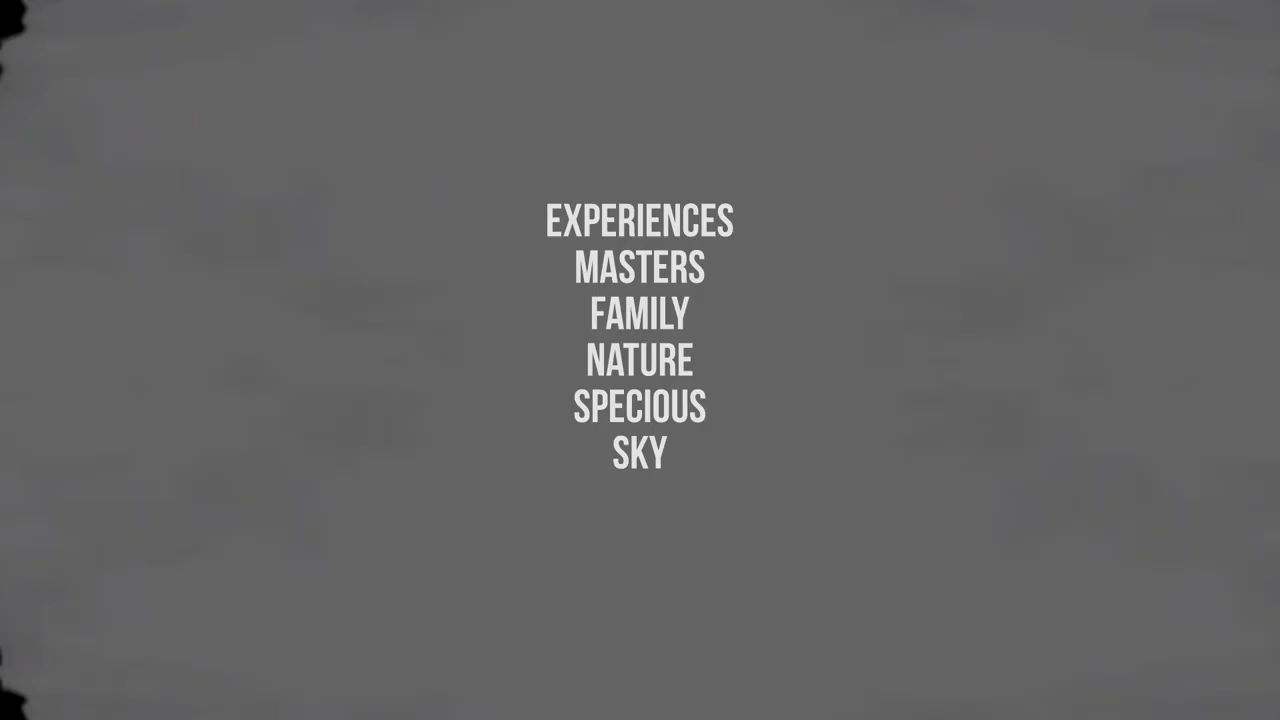 EXPERIENCES
MASTERS
FAMILY
NATURE
SPECIOUS
SKY